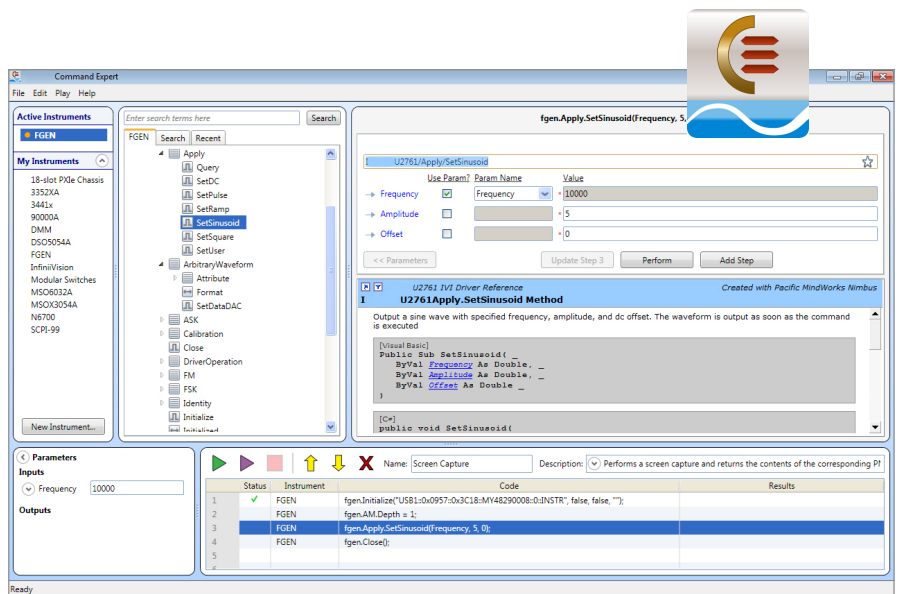 Command Expert
File Edit Play Help
Active Instruments
FGEN
My Instruments
18-slot PXIe Chassis
3352XA
3441x
90000A
DMM
DSO5054A
FGEN
InfiniiVision
Modular Switches
MSO6032A
MSOX3054A
N6700
SCPI-99
New Instrument...
Enter search terms here Search
FGEN Search Recent
Apply
Query
SetDC
SetPulse
SetRamp
SetSinusoid
SetSquare
SetUser
ArbitraryWaveform
Attribute
Format
SetDataDAC
ASK
Calibration
Close
DriverOperation
FM
FSK
Identity
Initialize
Initialized
fgen.Apply.SetSinusoid(Frequency, 5,
I U2761/Apply/SetSinusoid
Use Param? Param Name Value
Frequency Frequency * 10000
Amplitude * 5
Offset * 0
<< Parameters Update Step 3 Perform Add Step
U2761 IVI Driver Reference Created with Pacific MindWorks Nimbus
I U2761Apply.SetSinusoid Method
Output a sine wave with specified frequency, amplitude, and dc offset. The waveform is output as soon as the command
is executed
[Visual Basic]
Public Sub SetSinusoid( _
ByVal Frequency As Double, _
ByVal Amplitude As Double, _
ByVal Offset As Double _
)
[C#]
public void SetSinusoid(
Parameters
Inputs
Frequency 10000
Outputs
Name: Screen Capture Description: Performs a screen capture and returns the contents of the corresponding
Status Instrument Code Results
1 FGEN fgen.Initialize("USB1::0x0957::0x3C18::MY48290008::0::INSTR", false, false, "");
2 FGEN fgen.AM.Depth = 1;
3 FGEN fgen.Apply.SetSinusoid(Frequency, 5, 0);
4 FGEN fgen.Close();
5
Ready